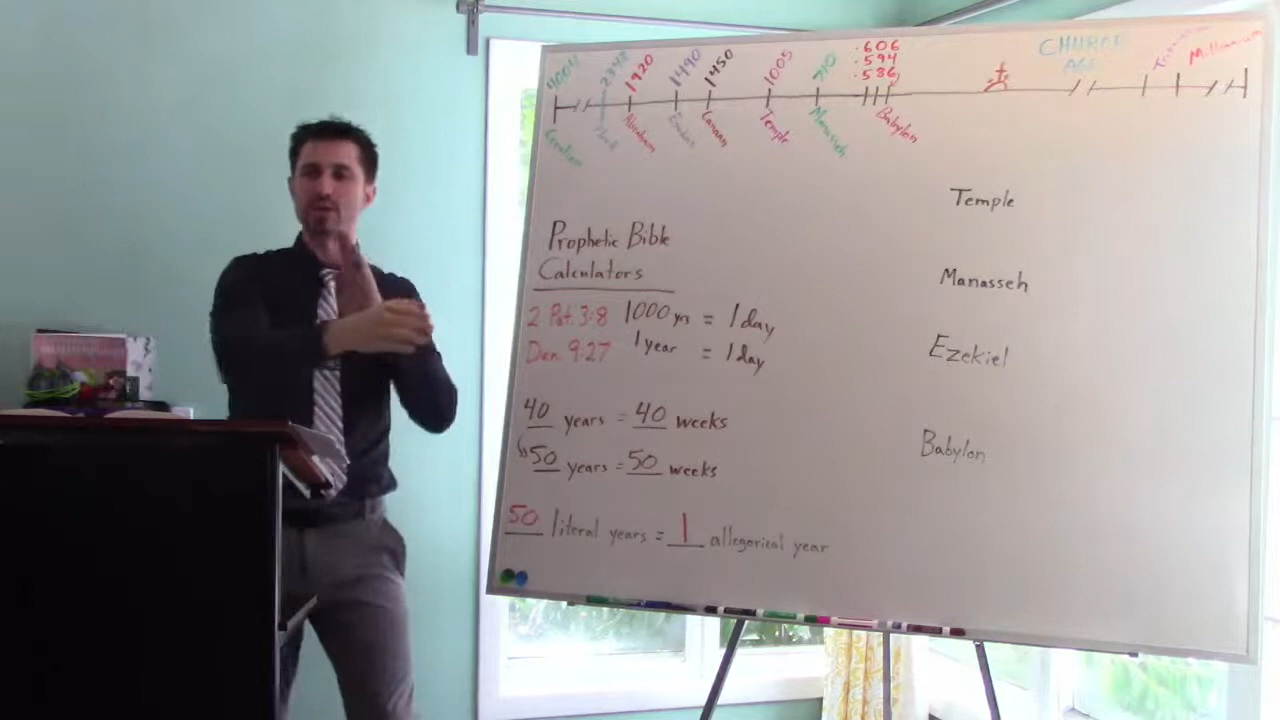 4004 2348 1920 1490 1450 1005 710 .606
.594
.586
CHURCH
AGE
Millennium
Creation Flood Abraham Exodus Canaan Temple Manasseh Babylon
Temple
Prophetic Bible
Calculators
Manasseh
2 Pet. 3:8 1000 yrs = 1 day
Dan. 9:27 1 year = 1 day
Ezekiel
40 years = 40 weeks
50 years = 50 weeks
Babylon
50 literal years = 1 allegorical year